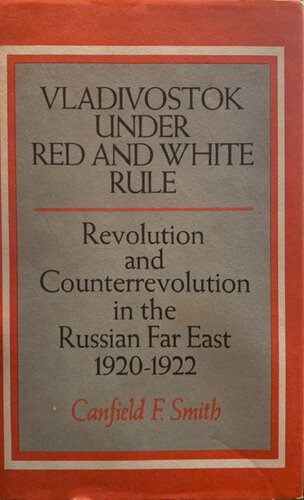 VLADIVOSTOK
UNDER
RED AND WHITE
RULE
Revolution
and
Counterrevolution
in the
Russian Far East
1920-1922
Canfield F. Smith